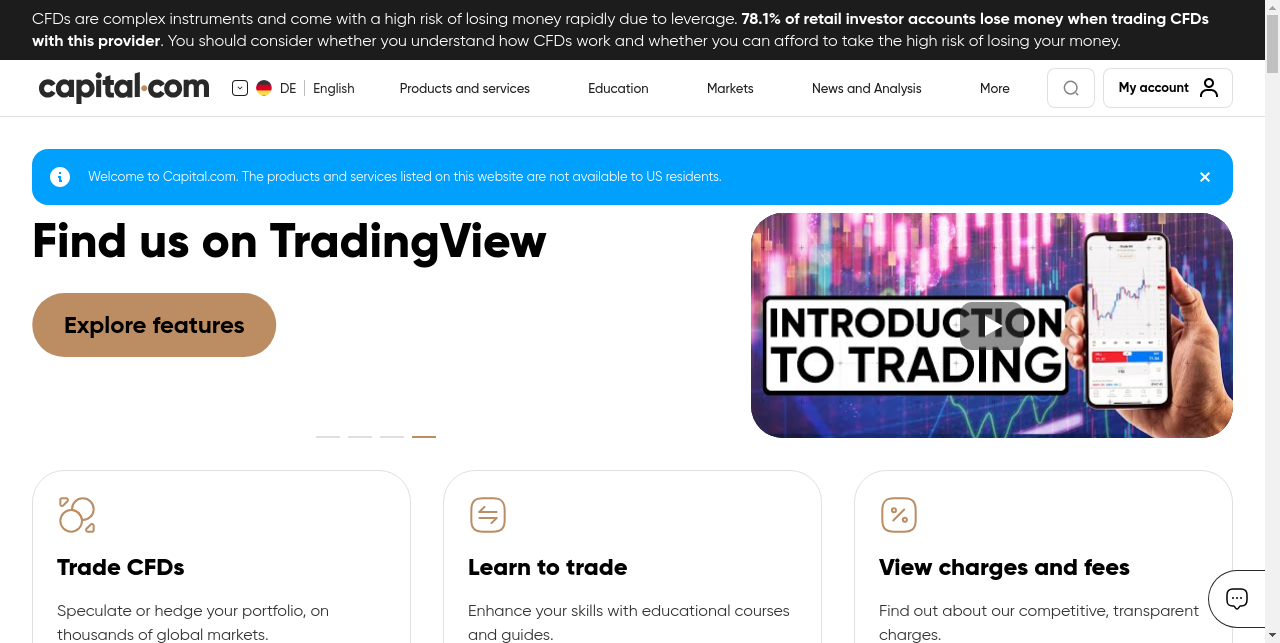 CFDs are complex instruments and come with a high risk of losing money rapidly due to leverage. 78.1% of retail investor accounts lose money when trading CFDs
with this provider. You should consider whether you understand how CFDs work and whether you can afford to take the high risk of losing your money.
capital.com
DE
English
Products and services
Education
Markets
News and Analysis
More
My account
Welcome to Capital.com. The products and services listed on this website are not available to US residents.
Find us on TradingView
Explore features
INTRODUCTION
TO TRADING
Trade CFDs
Speculate or hedge your portfolio, on
thousands of global markets.
Learn to trade
Enhance your skills with educational courses
and guides.
View charges and fees
Find out about our competitive, transparent
charges.